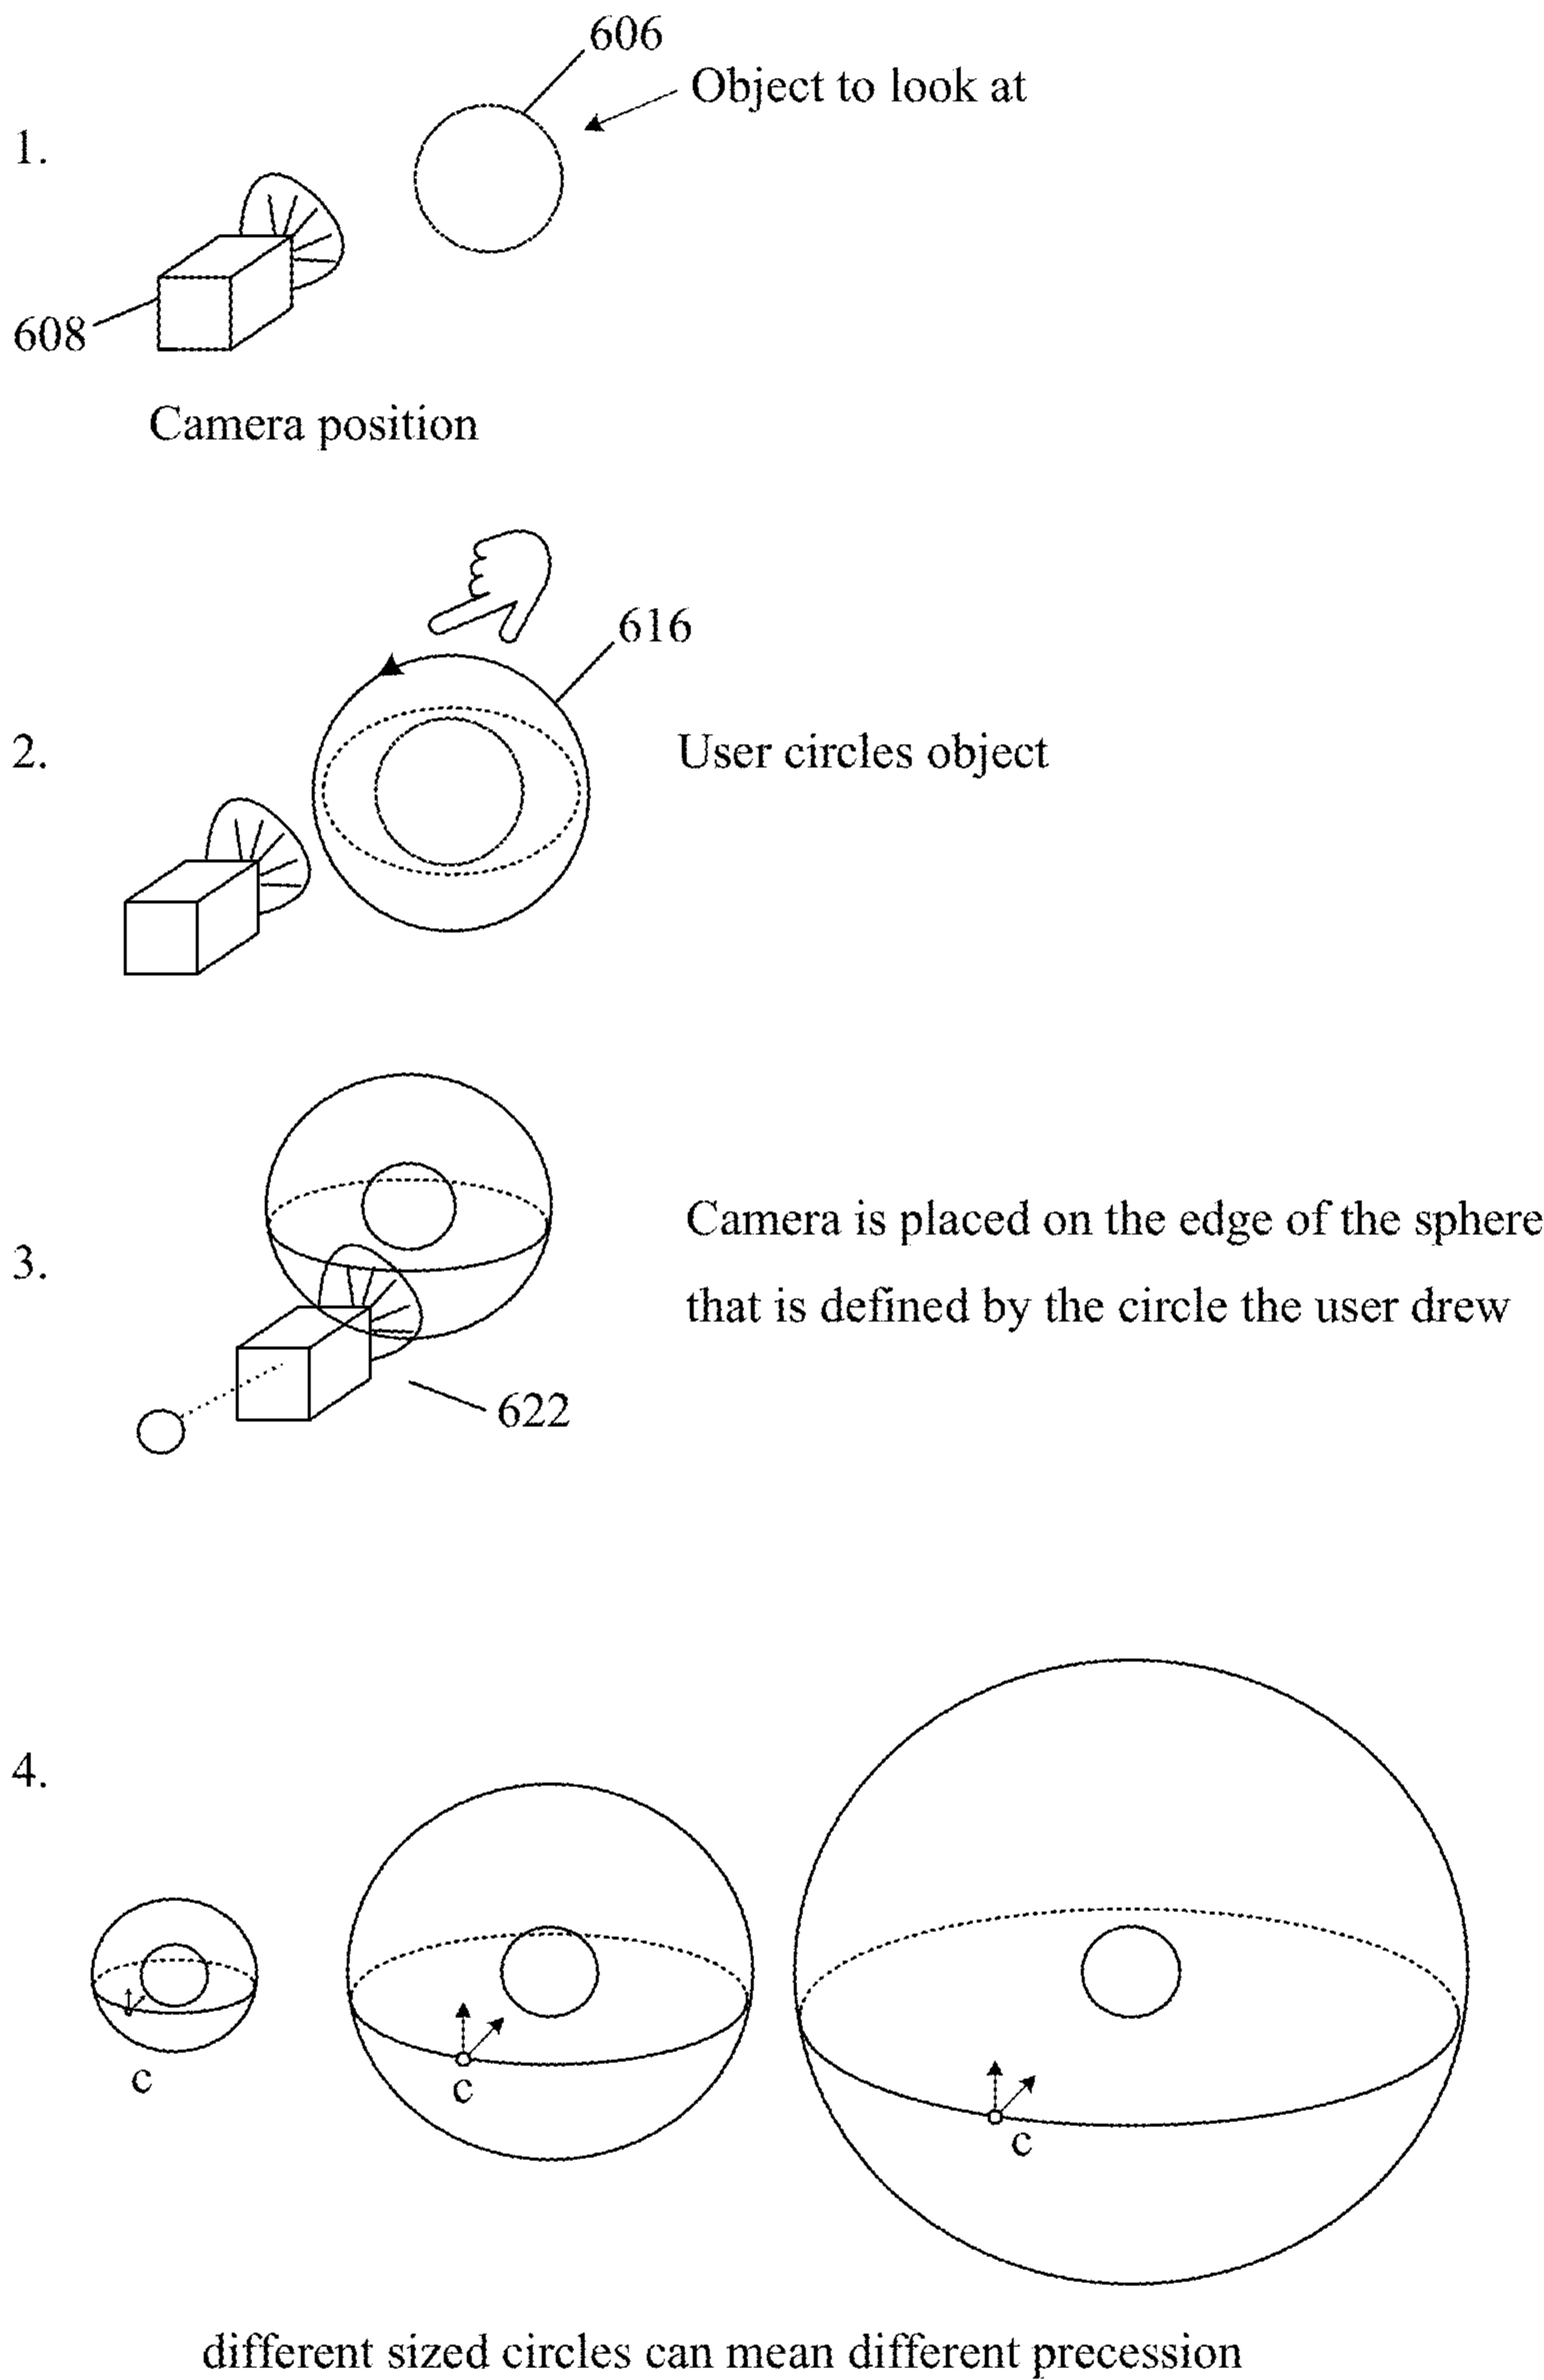 606
Object to look at
1.
608
Camera position
616
2.
User circles object
Camera is placed on the edge of the sphere
3.
that is defined by the circle the user drew
622
4.
c
c
c
different sized circles can mean different precession